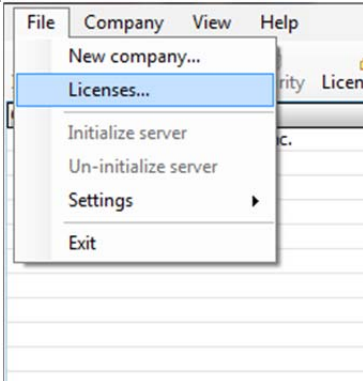 File Company View Help
New company...
Licenses...
Initialize server
Un-initialize server
Settings
Exit